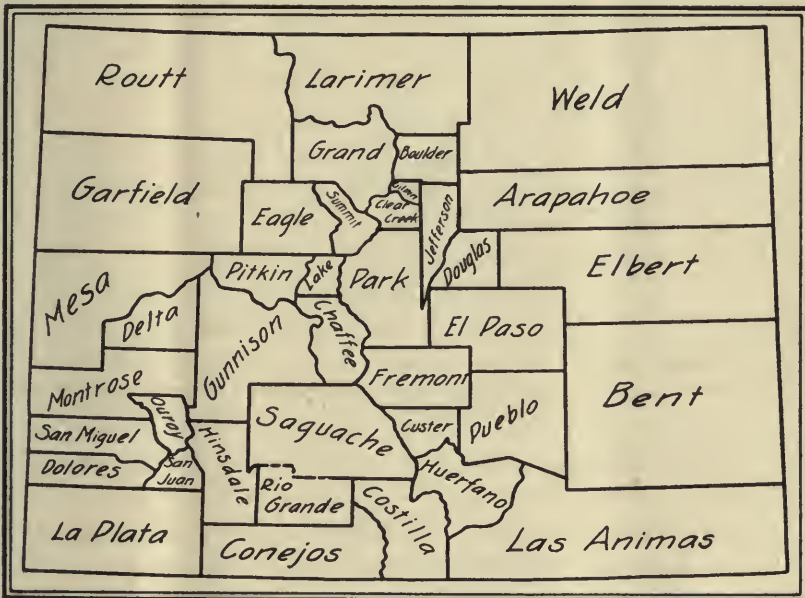 Routt
Larimer
Weld
Grand
Boulder
Garfield
Gilpin
Clear
Creek
Arapahoe
Eagle
Summit
Jefferson
Douglas
Elbert
Mesa
Pitkin
Lake
Park
Delta
Gunnison
Chaffee
El Paso
Montrose
Fremont
Bent
Ouray
Saguache
Custer
Pueblo
San Miguel
Hinsdale
Dolores
San
Juan
Rio
Grande
Huerfano
Costilla
La Plata
Conejos
Las Animas